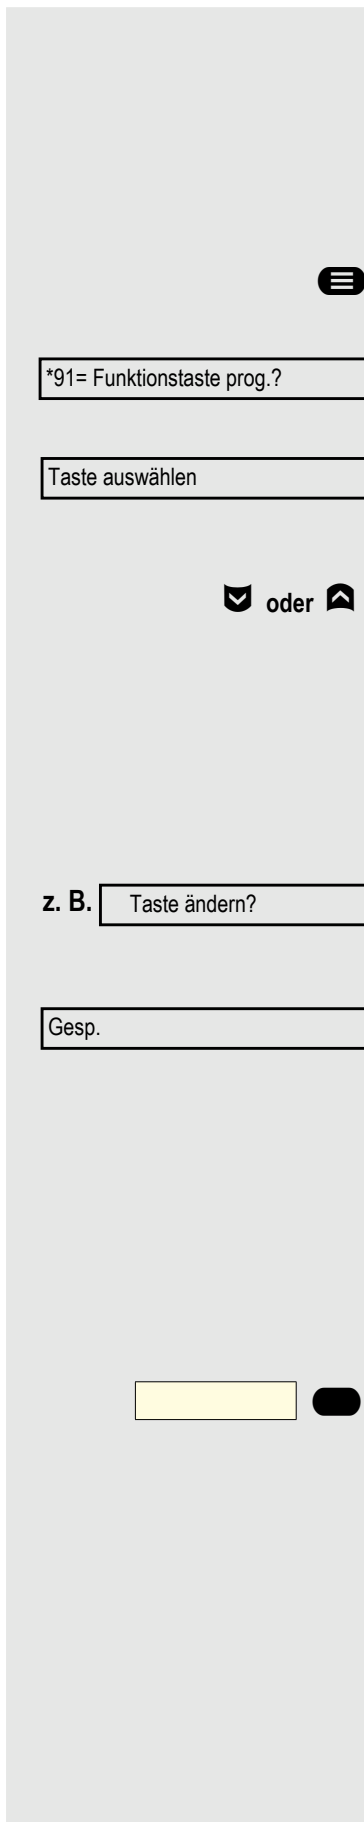 *91= Funktionstaste prog.?
Taste auswählen
oder
z. B. Taste ändern?
Gesp.